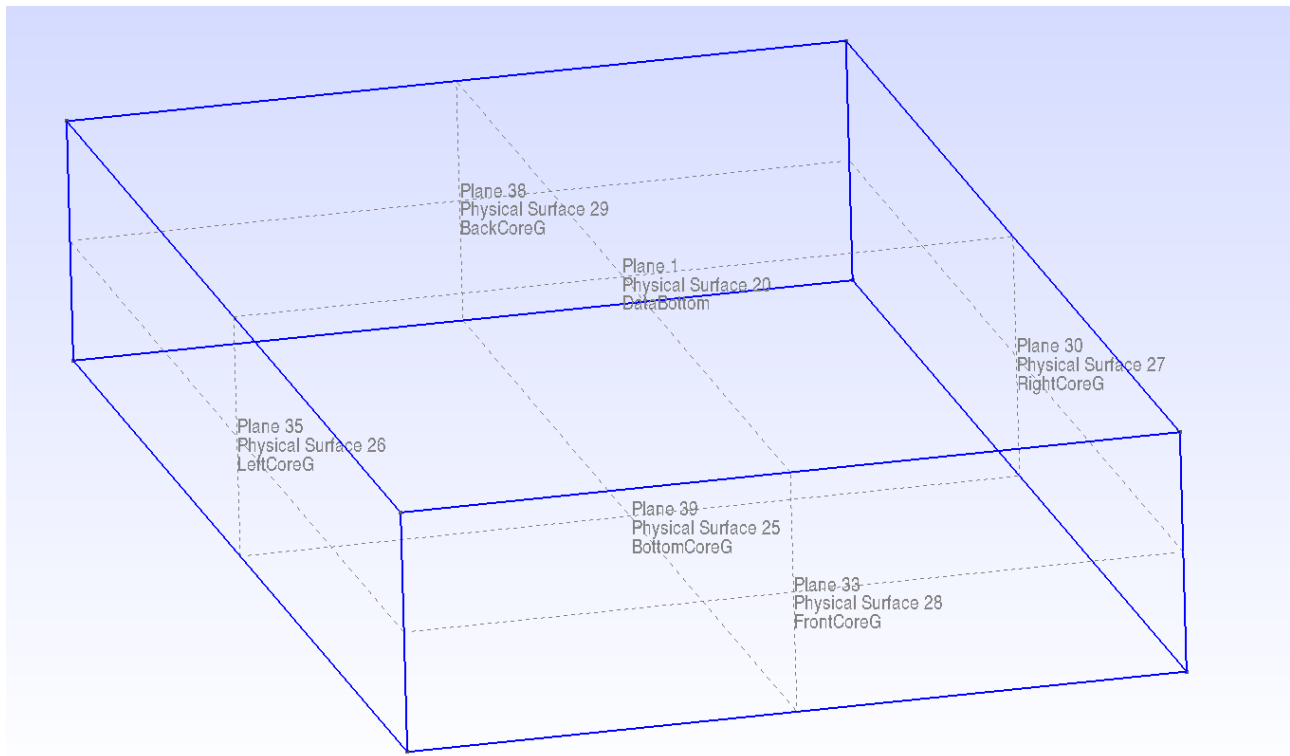 Plane 38
Physical Surface 29
BackCoreG
Plane 1
Physical Surface 20
DataBottom
Plane 30
Physical Surface 27
RightCoreG
Plane 35
Physical Surface 26
LeftCoreG
Plane 39
Physical Surface 25
BottomCoreG
Plane 33
Physical Surface 28
FrontCoreG